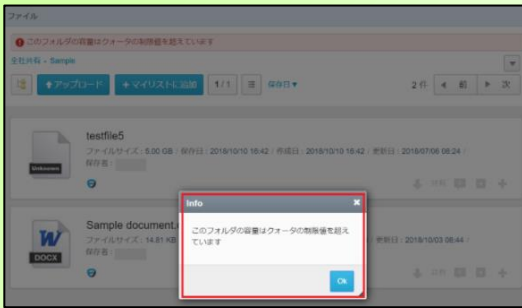 ファイル
このフォルダの容量はクォータの制限値を超えています
全社共有 › Sample
アップロード
+マイリストに追加
1/1
保存日▼
2 件
前
次
testfile5
ファイルサイズ : 5.00 GB / 保存日 : 2018/10/10 16:42 / 作成日 : 2018/10/10 16:42 / 更新日 : 2018/07/06 08:24 /
保存者 :
Unknown
Info
Sample document.
このフォルダの容量はクォータの制限値を超え
ています
ファイルサイズ : 14.81 KB
/ 更新日 : 2018/10/03 08:44 /
保存者 :
W
DOCX
Ok